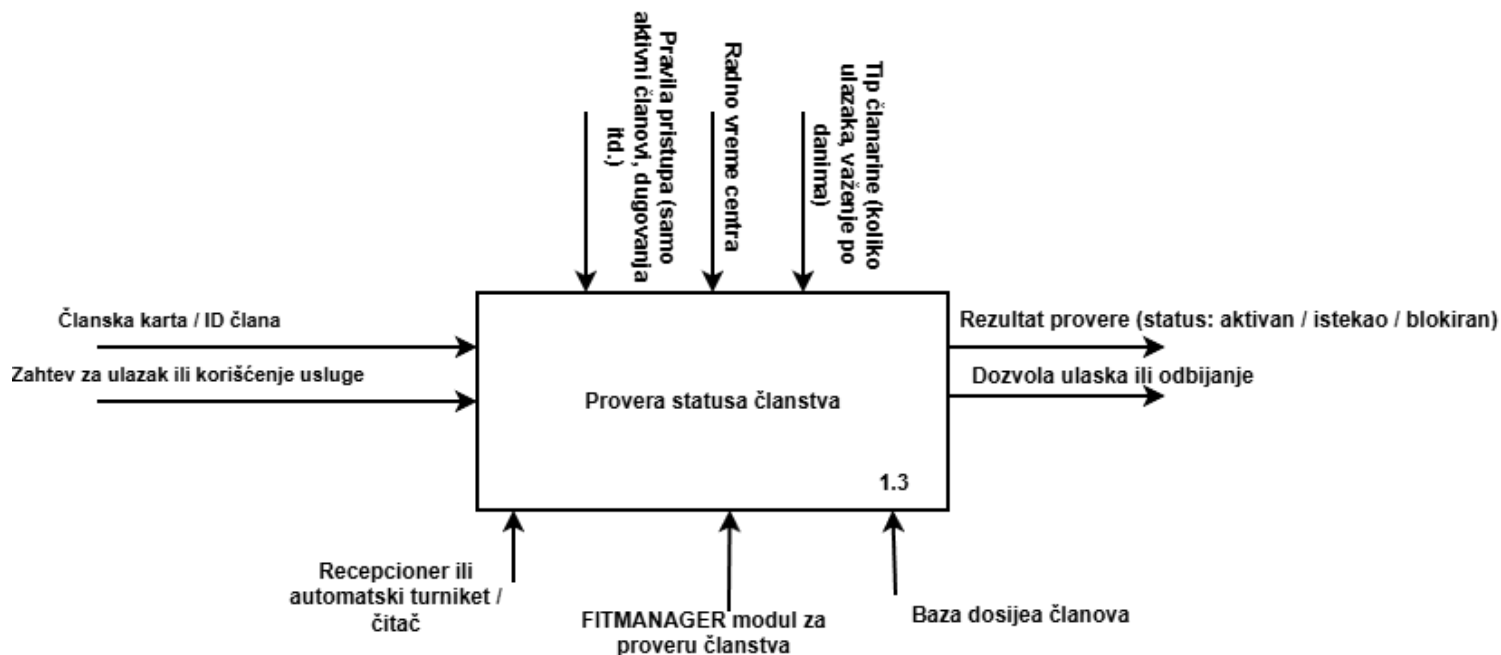 Pravila pristupa (samo
aktivni članovi, dugovanja
itd.)
Radno vreme centra
Tip članarine (koliko
ulazaka, važenje po
danima)
Članska karta / ID člana
Zahtev za ulazak ili korišćenje usluge
Provera statusa članstva
1.3
Rezultat provere (status: aktivan / istekao / blokiran)
Dozvola ulaska ili odbijanje
Recepcioner ili
automatski turniket /
čitač
FITMANAGER modul za
proveru članstva
Baza dosijea članova